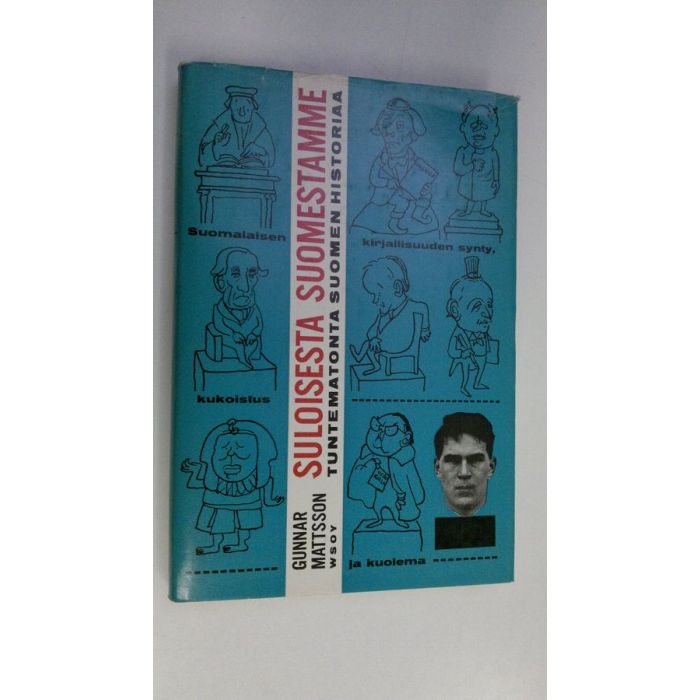 SULOISESTA SUOMESTAMME
TUNTEMATONTA SUOMEN HISTORIAA
GUNNAR
MATTSSON
WSOY
Suomalaisen
kirjallisuuden synty,
kukoistus
ja kuolema